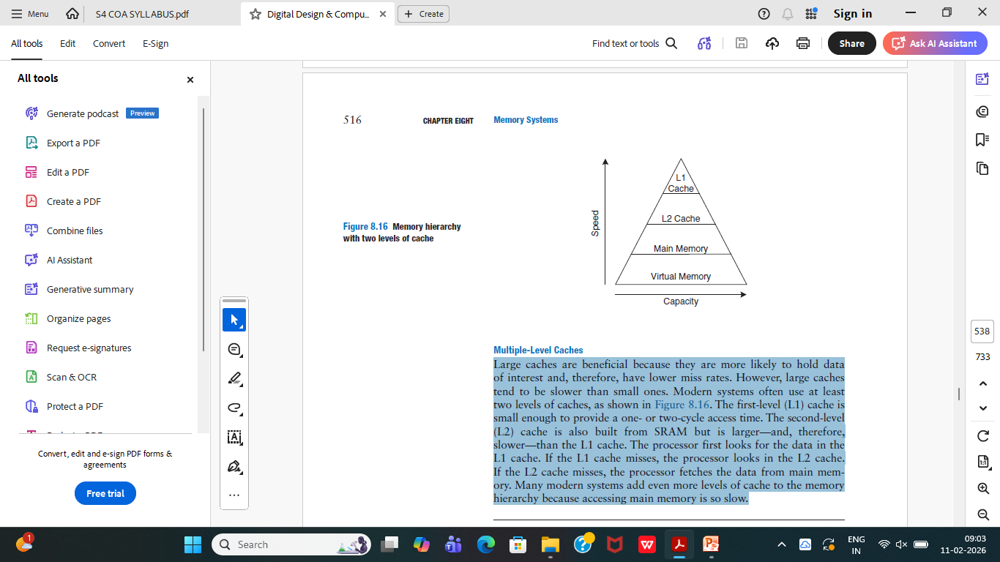 Menu
S4 COA SYLLABUS.pdf
Digital Design & Compu...
Create
Sign in
All tools
Edit
Convert
E-Sign
Find text or tools
Share
Ask AI Assistant
All tools
Generate podcast Preview
Export a PDF
Edit a PDF
Create a PDF
Combine files
AI Assistant
Generative summary
Organize pages
Request e-signatures
Scan & OCR
Protect a PDF
Convert, edit and e-sign PDF forms &
agreements
Free trial
516 CHAPTER EIGHT Memory Systems
Speed
L1
Cache
L2 Cache
Main Memory
Virtual Memory
Capacity
Figure 8.16 Memory hierarchy
with two levels of cache
Multiple-Level Caches
Large caches are beneficial because they are more likely to hold data
of interest and, therefore, have lower miss rates. However, large caches
tend to be slower than small ones. Modern systems often use at least
two levels of caches, as shown in Figure 8.16. The first-level (L1) cache is
small enough to provide a one- or two-cycle access time. The second-level
(L2) cache is also built from SRAM but is larger—and, therefore,
slower—than the L1 cache. The processor first looks for the data in the
L1 cache. If the L1 cache misses, the processor looks in the L2 cache.
If the L2 cache misses, the processor fetches the data from main mem-
ory. Many modern systems add even more levels of cache to the memory
hierarchy because accessing main memory is so slow.
538
733
1:1
1
Search
ENG
IN
09:03
11-02-2026